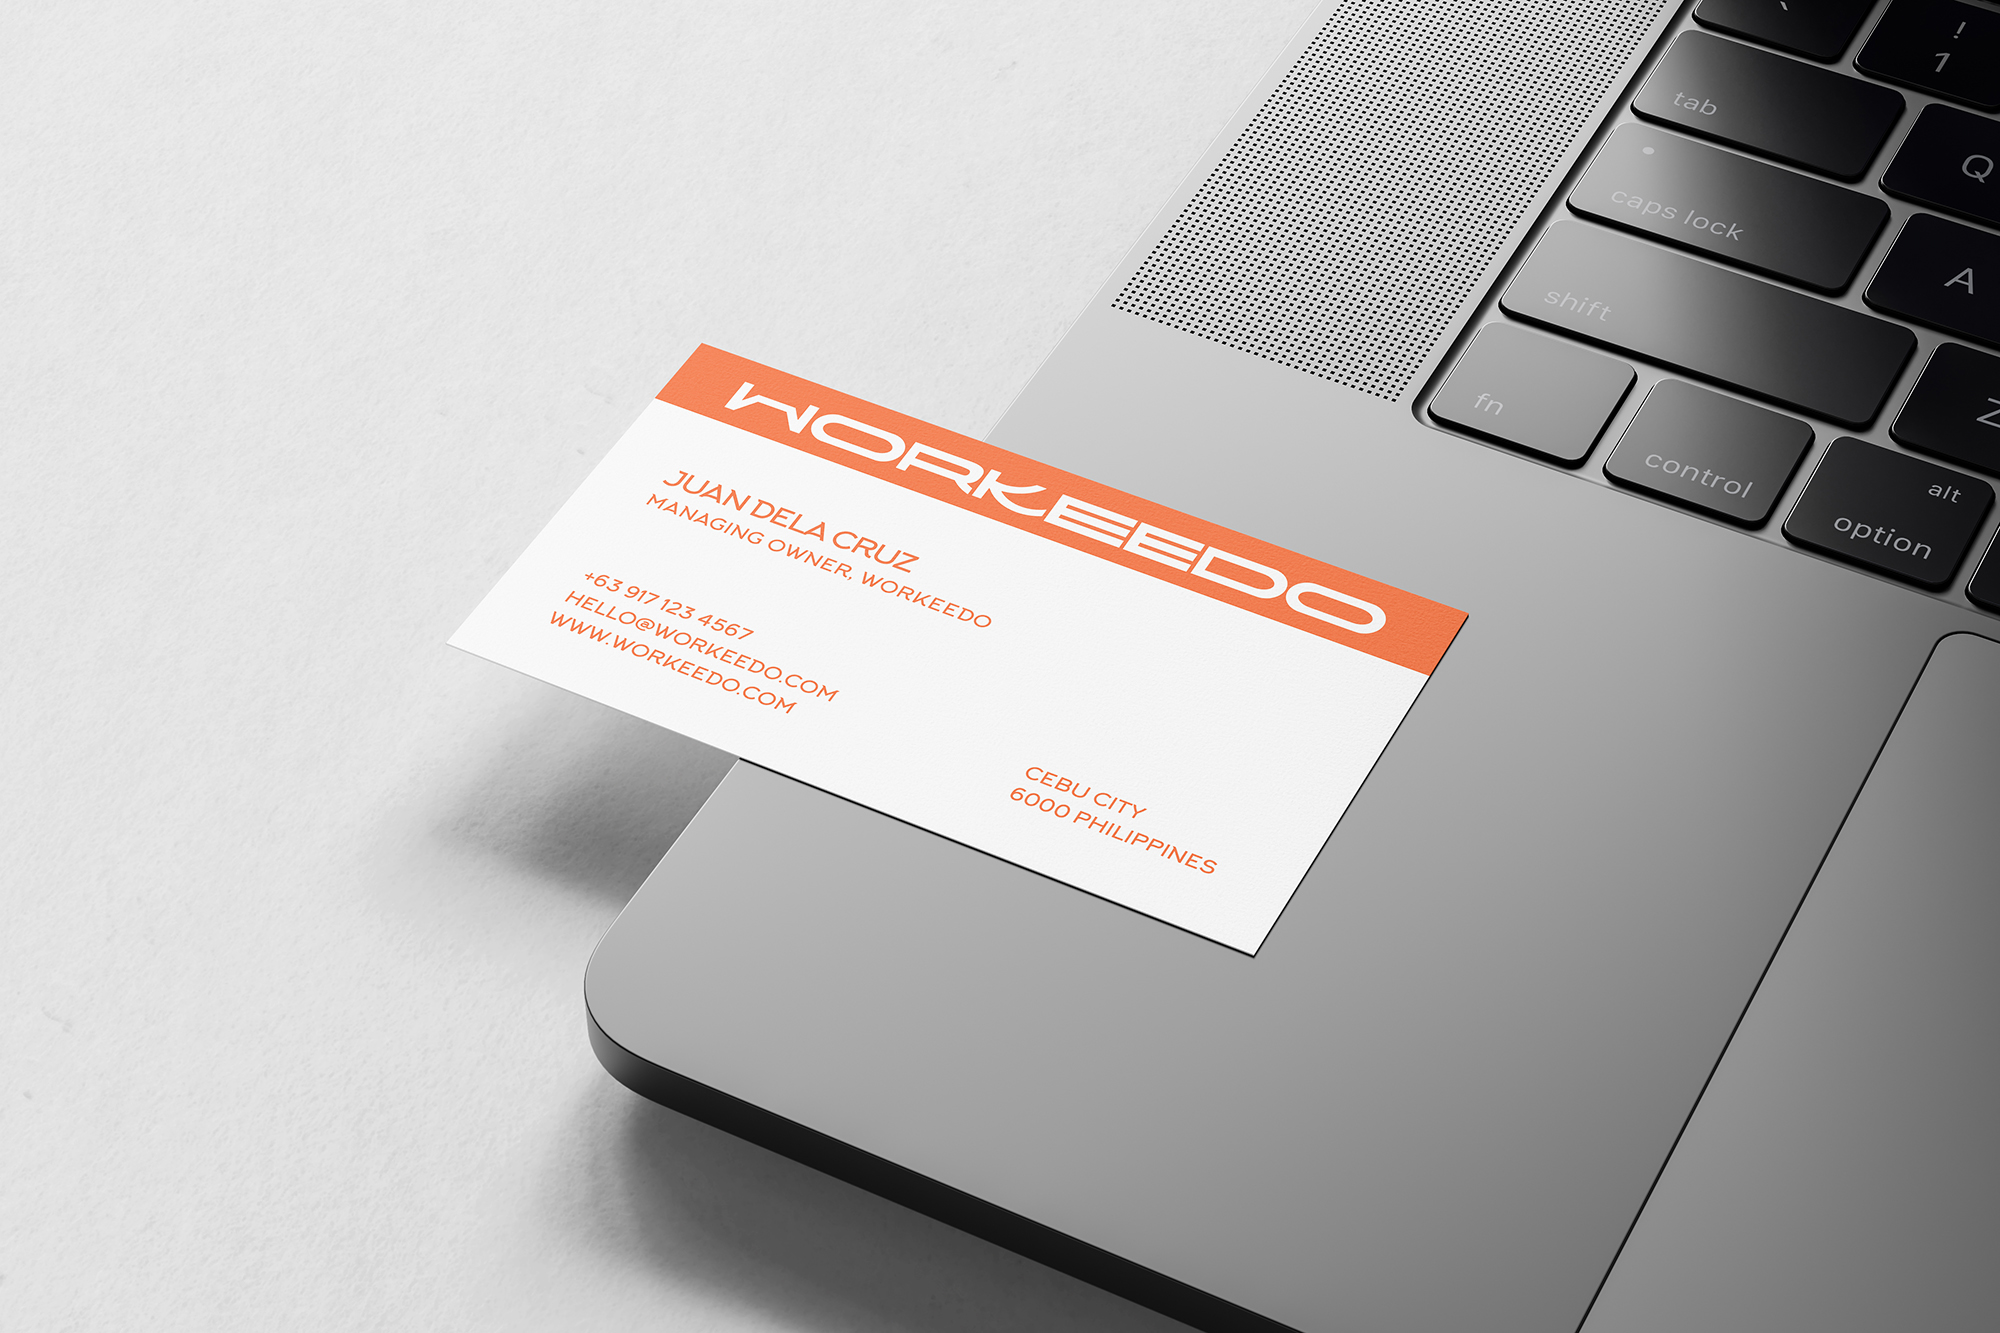 WORKEEDO
JUAN DELA CRUZ
MANAGING OWNER, WORKEEDO
+63 917 123 4567
HELLO@WORKEEDO.COM
WWW.WORKEEDO.COM
CEBU CITY
6000 PHILIPPINES
`
!
1
tab
Q
caps lock
A
shift
Z
fn
control
alt
option